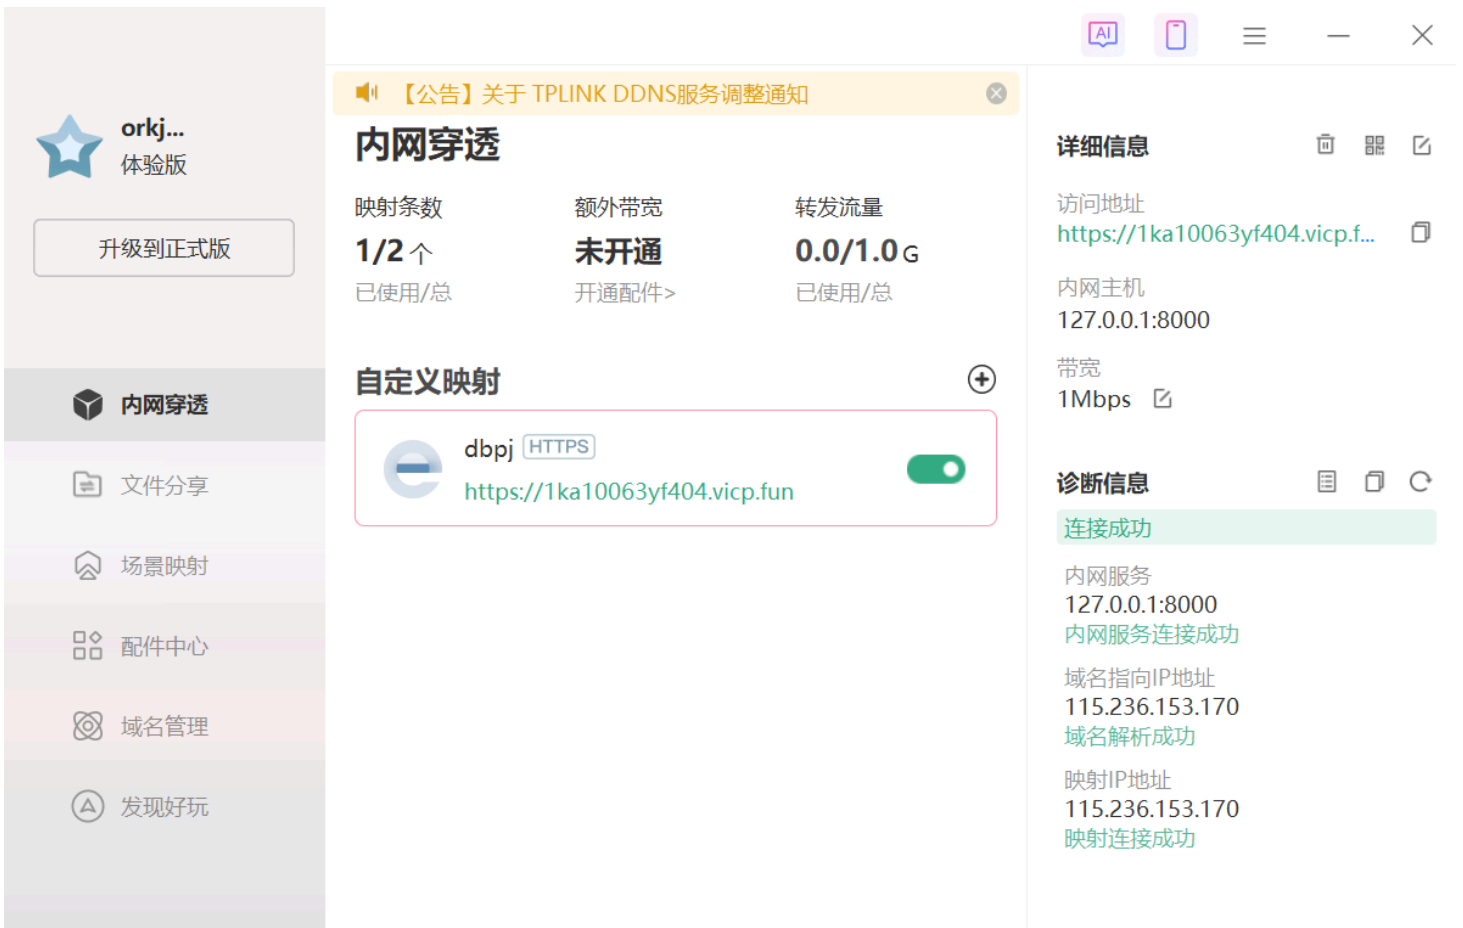 AI
orkj...
体验版
升级到正式版
内网穿透
文件分享
场景映射
配件中心
域名管理
发现好玩
【公告】关于 TPLINK DDNS服务调整通知
内网穿透
映射条数
1/2 个
已使用/总
额外带宽
未开通
开通配件>
转发流量
0.0/1.0 G
已使用/总
自定义映射
dbpj HTTPS
https://1ka10063yf404.vicp.fun
详细信息
访问地址
https://1ka10063yf404.vicp.f...
内网主机
127.0.0.1:8000
带宽
1Mbps
诊断信息
连接成功
内网服务
127.0.0.1:8000
内网服务连接成功
域名指向IP地址
115.236.153.170
域名解析成功
映射IP地址
115.236.153.170
映射连接成功